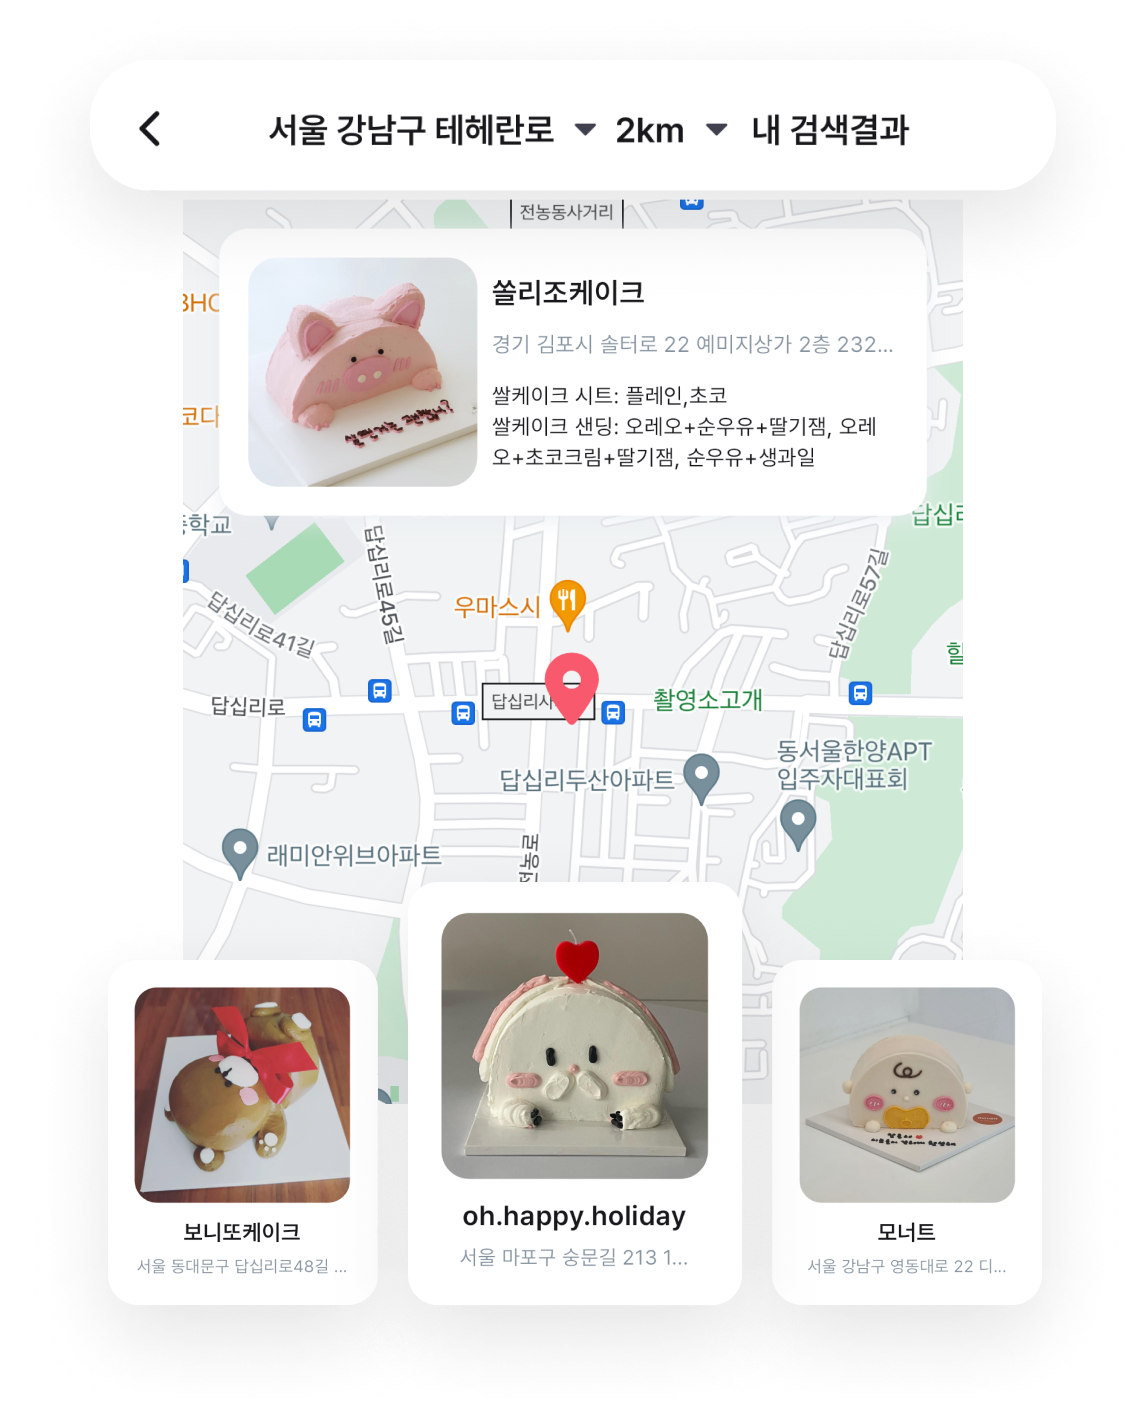 서울 강남구 테헤란로 2km 내 검색결과
전농동사거리
쏠리조케이크
경기 김포시 솔터로 22 예미지상가 2층 232...
쌀케이크 시트: 플레인,초코
쌀케이크 샌딩: 오레오+순우유+딸기잼, 오레
오+초코크림+딸기잼, 순우유+생과일
코다
답십리
학교
답십리로45길
답십리로57길
답십리로41길
우마스시
답십리로
답십리사
촬영소고개
답십리두산아파트
동서울한양APT
입주자대표회
래미안위브아파트
보니또케이크
서울 동대문구 답십리로48길 ...
oh.happy.holiday
서울 마포구 숭문길 213 1...
모너트
서울 강남구 영동대로 22 디...